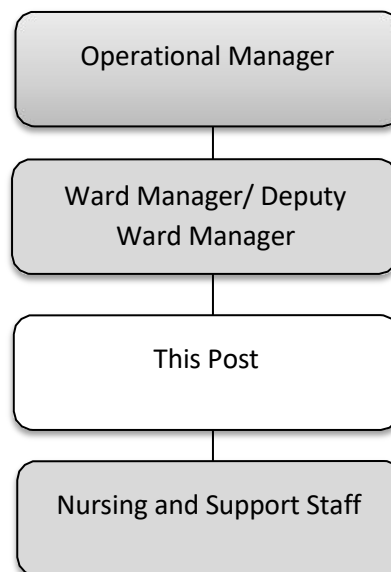 Operational Manager
Ward Manager/ Deputy
Ward Manager
This Post
Nursing and Support Staff